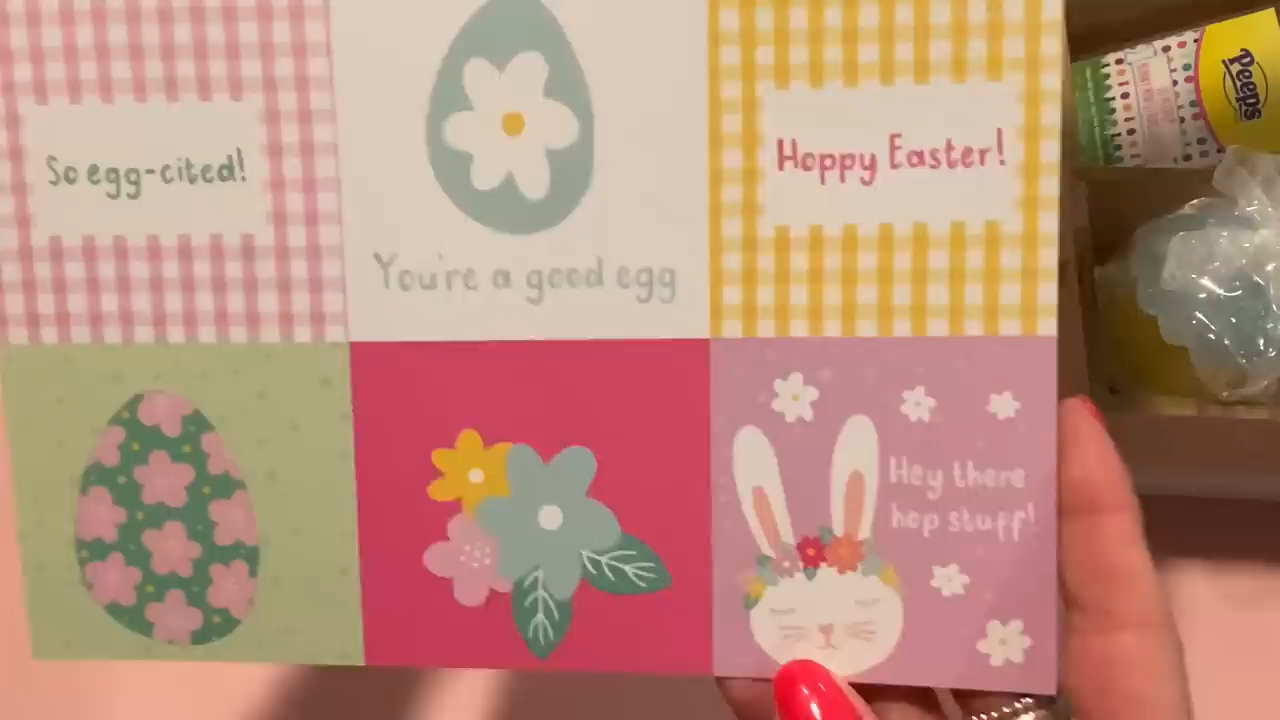 So egg-cited!
You're a good egg
Hoppy Easter!
Hey there
hop stuff!
Peeps